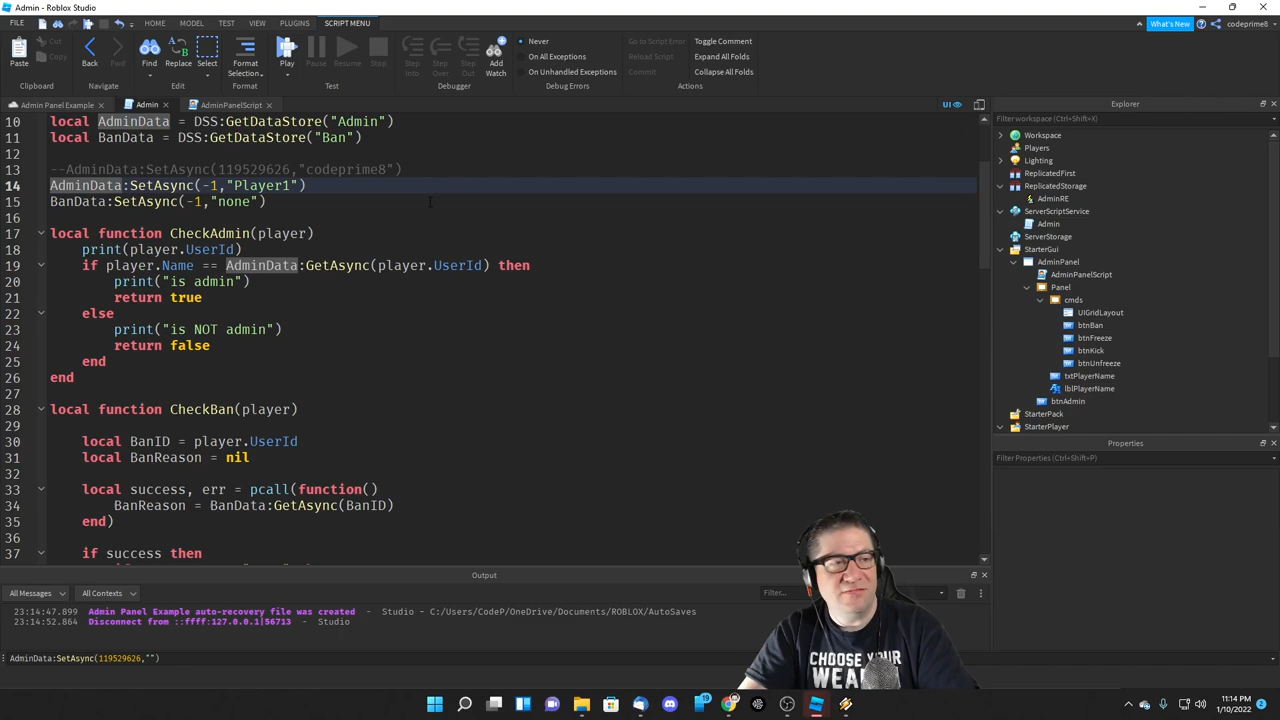 Admin - Roblox Studio
FILE HOME MODEL TEST VIEW PLUGINS SCRIPT MENU What's New codeprime8
Paste Cut Copy Back Fwd Find Replace Select Format Selection... Play Pause Resume Stop Step Into Step Over Step Out Add Watch Never On All Exceptions On Unhandled Exceptions Go to Script Error Reload Script Commit Toggle Comment Expand All Folds Collapse All Folds
Clipboard Navigate Edit Format Test Debugger Debug Errors Actions
Admin Panel Example Admin AdminPanelScript UI
10 local AdminData = DSS:GetDataStore("Admin")
11 local BanData = DSS:GetDataStore("Ban")
12
13 --AdminData:SetAsync(119529626,"codeprime8")
14 AdminData:SetAsync(-1,"Player1")
15 BanData:SetAsync(-1,"none")
16
17 local function CheckAdmin(player)
18 print(player.UserId)
19 if player.Name == AdminData:GetAsync(player.UserId) then
20 print("is admin")
21 return true
22 else
23 print("is NOT admin")
24 return false
25 end
26 end
27
28 local function CheckBan(player)
29
30 local BanID = player.UserId
31 local BanReason = nil
32
33 local success, err = pcall(function()
34 BanReason = BanData:GetAsync(BanID)
35 end)
36
37 if success then
Explorer
Filter workspace (Ctrl+Shift+X)
Workspace
Players
Lighting
ReplicatedFirst
ReplicatedStorage
AdminRE
ServerScriptService
Admin
ServerStorage
StarterGui
AdminPanel
AdminPanelScript
Panel
cmds
UIGridLayout
btnBan
btnFreeze
btnKick
btnUnfreeze
txtPlayerName
lblPlayerName
btnAdmin
StarterPack
StarterPlayer
Properties
Filter Properties (Ctrl+Shift+P)
Output
All Messages All Contexts Filter...
23:14:47.899 Admin Panel Example auto-recovery file was created - Studio - C:/Users/CodeP/OneDrive/Documents/ROBLOX/AutoSaves
23:14:52.864 Disconnect from ::ffff:127.0.0.1|56713 - Studio
AdminData:SetAsync(119529626,"")
CHOOSE YOUR
19
11:14 PM
1/10/2022